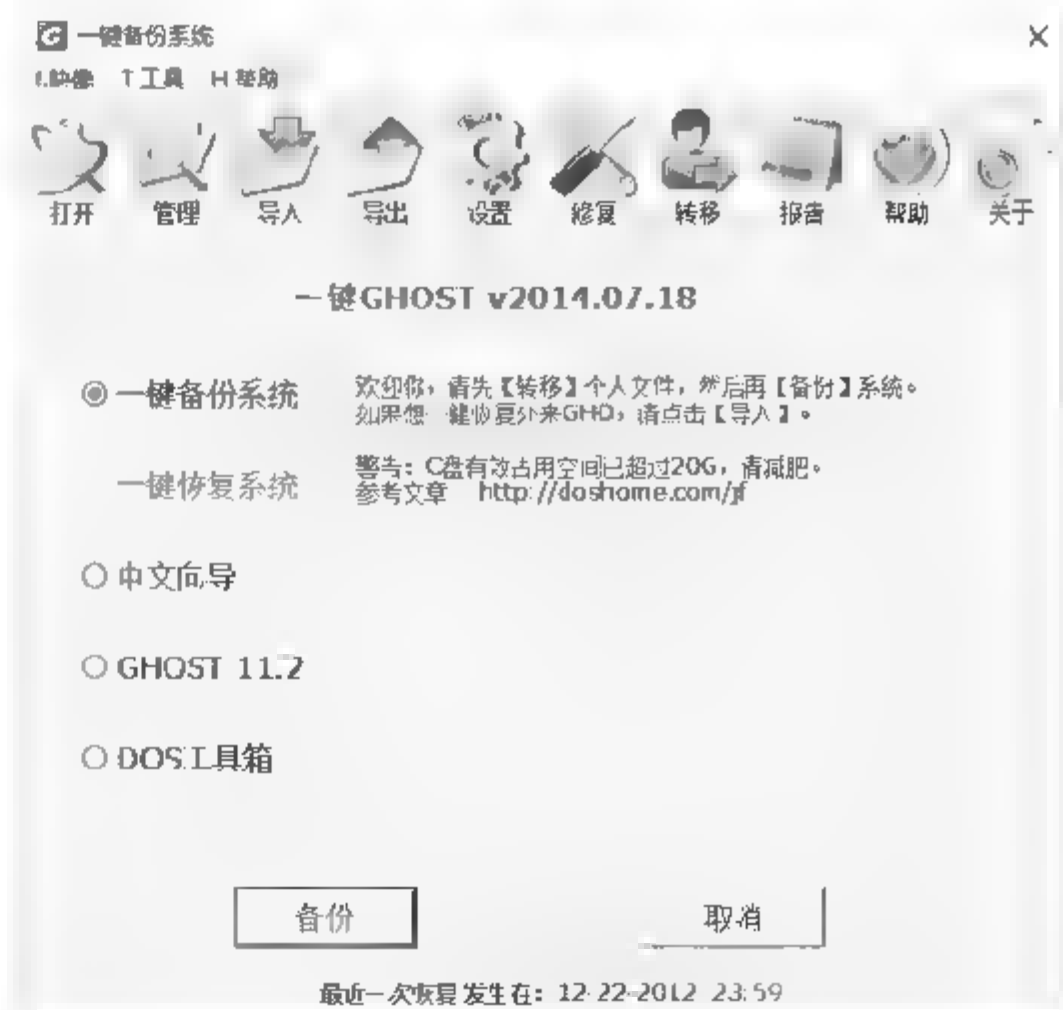 一键备份系统
I 映像 T 工具 H 帮助
打开 管理 导入 导出 设置 修复 转移 报告 帮助 关于
一键GHOST v2014.07.18
一键备份系统
欢迎你，请先【转移】个人文件，然后再【备份】系统。
如果想一键恢复外来GHO，请点击【导入】。
一键恢复系统
警告：C盘有效占用空间已超过20G，请减肥。
参考文章 http://doshome.com/jf
中文向导
GHOST 11.2
DOS工具箱
备份 取消
最近一次恢复发生在：12-22-2012 23:59